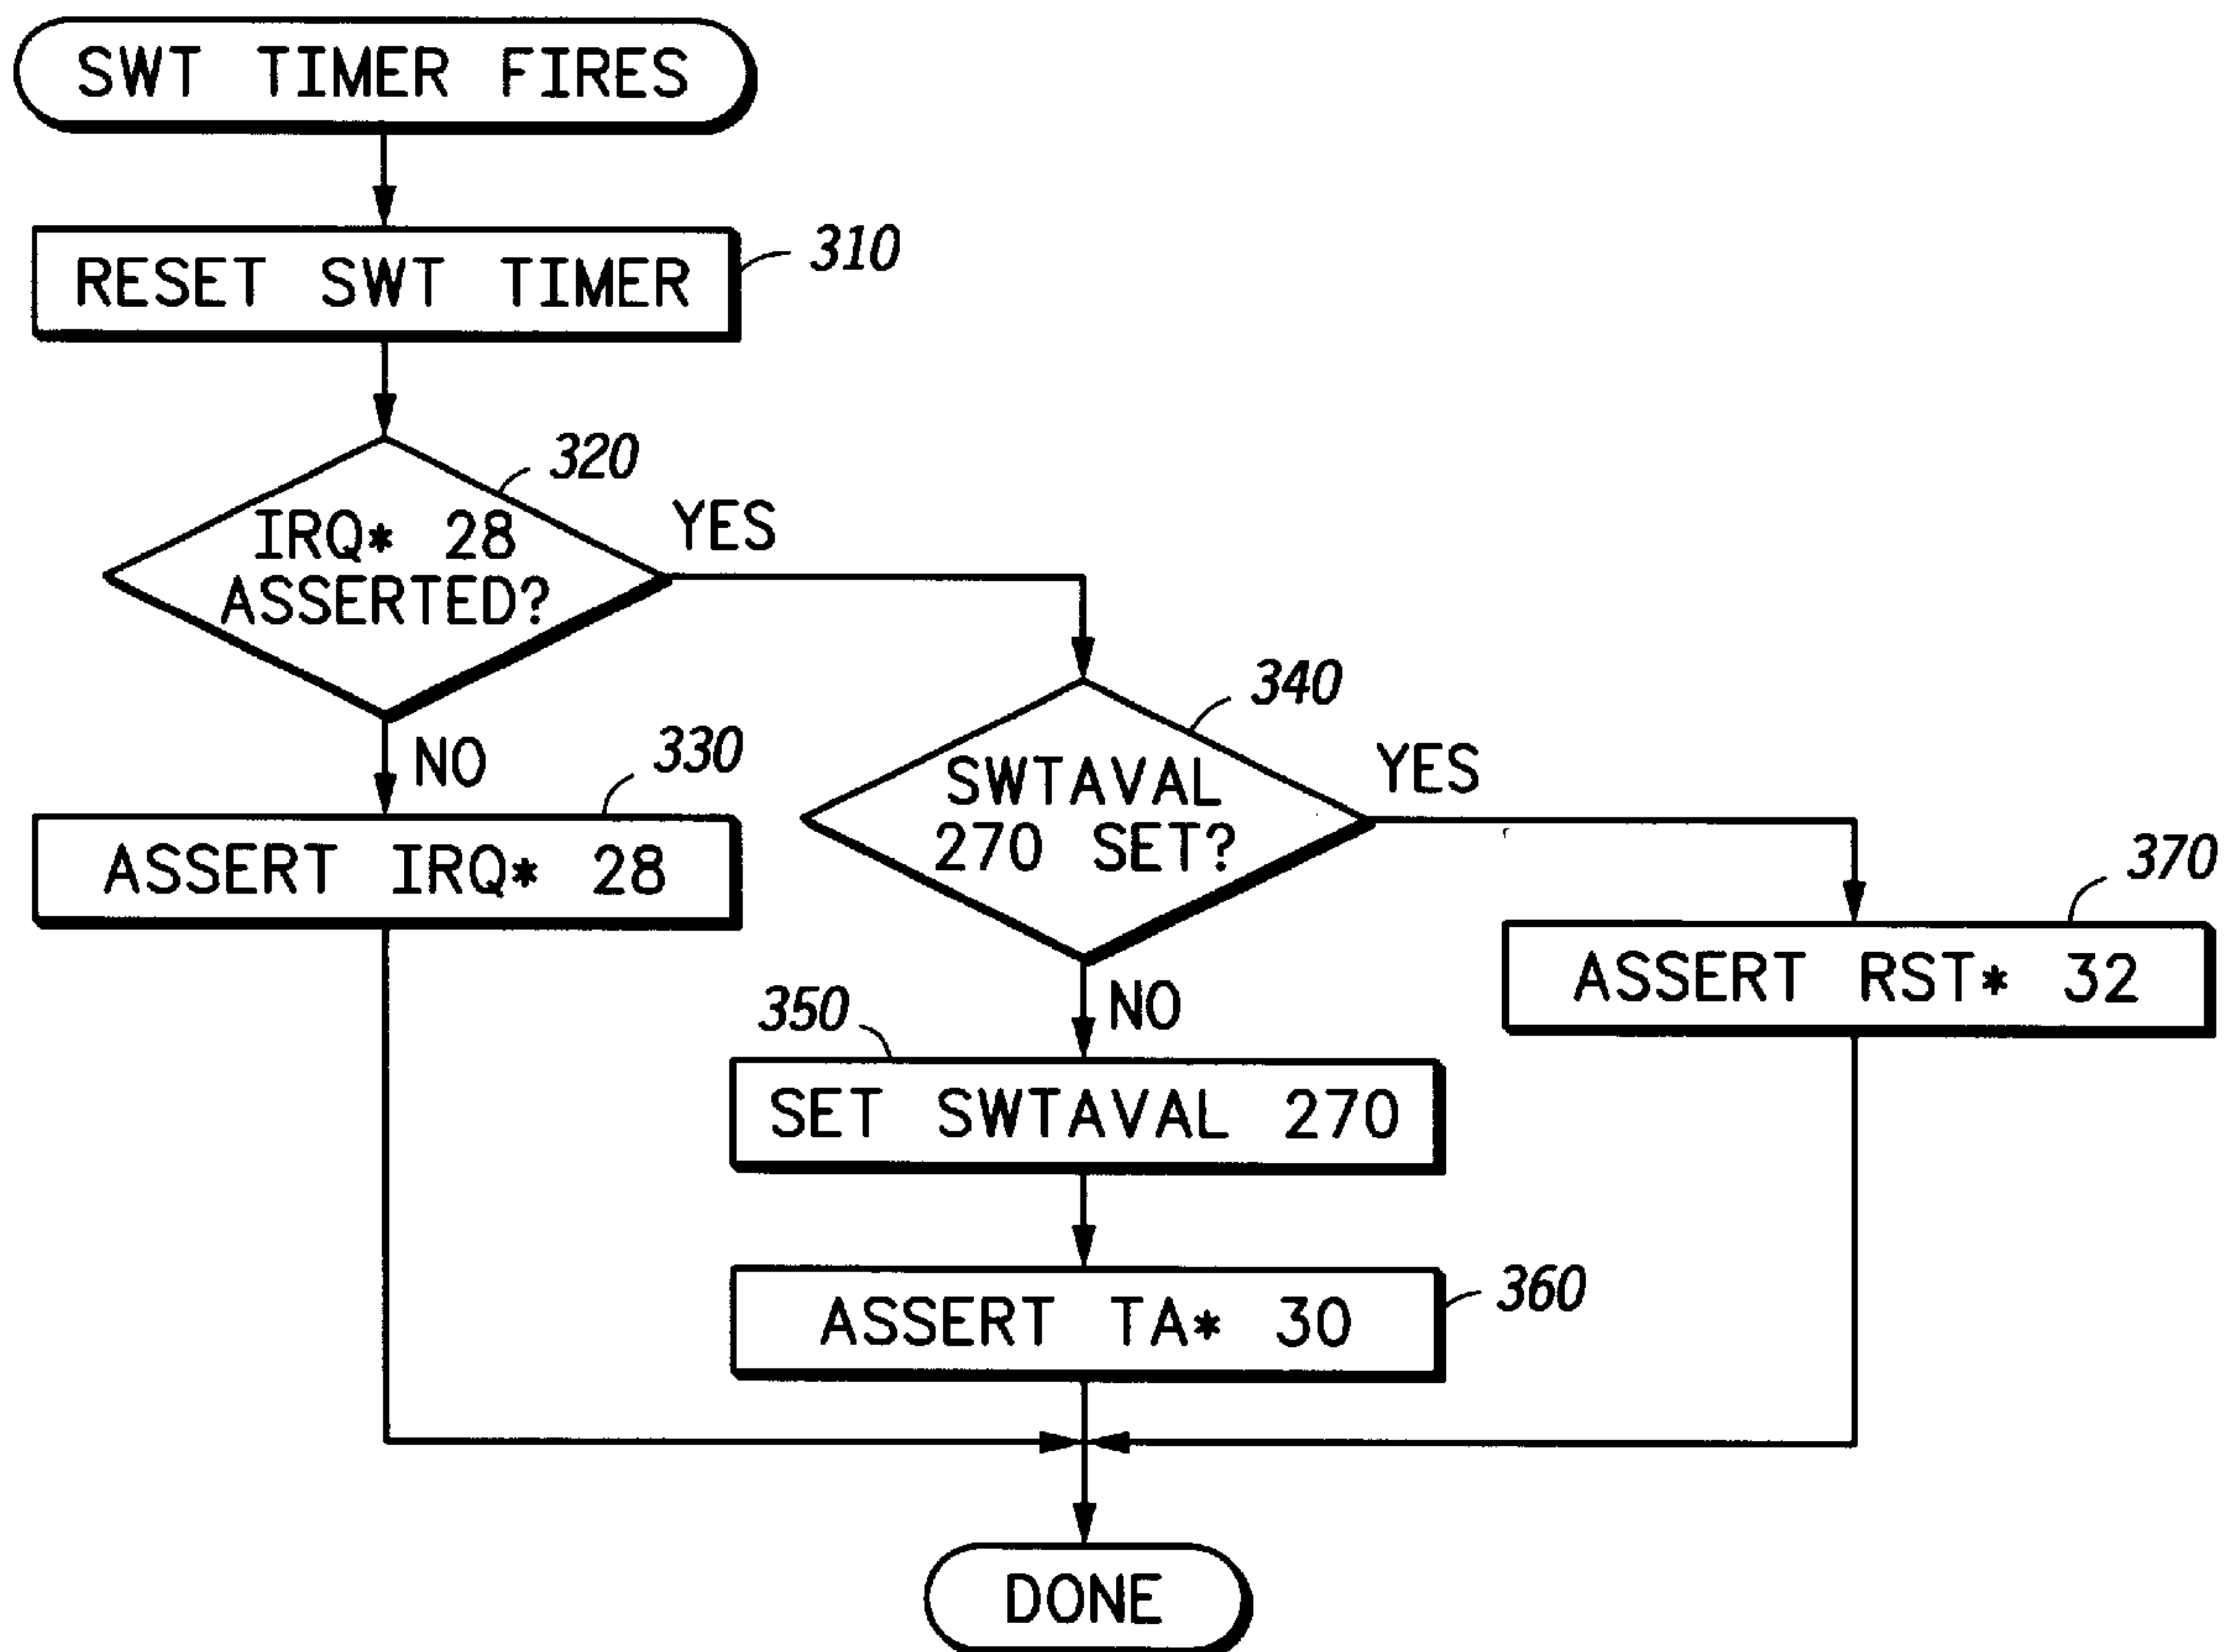 SWT TIMER FIRES
RESET SWT TIMER
310
320
IRQ* 28
ASSERTED?
YES
NO
330
ASSERT IRQ* 28
340
SWTAVAL
270 SET?
YES
370
ASSERT RST* 32
NO
350
SET SWTAVAL 270
ASSERT TA* 30
360
DONE